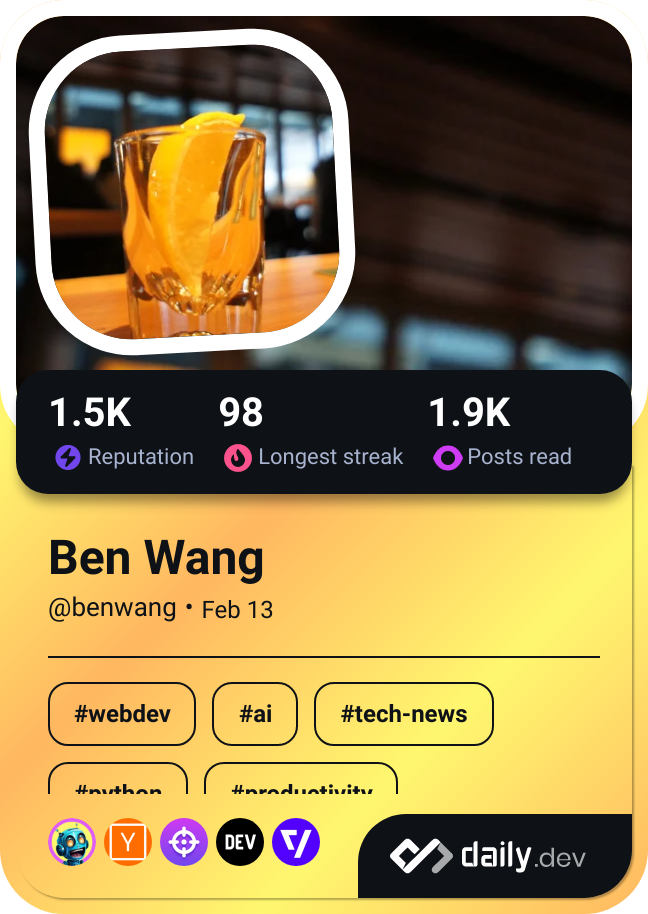 1.5K 98 1.9K
Reputation Longest streak Posts read
Ben Wang
@benwang • Feb 13
#webdev #ai #tech-news
#python #productivity
Y DEV
daily.dev